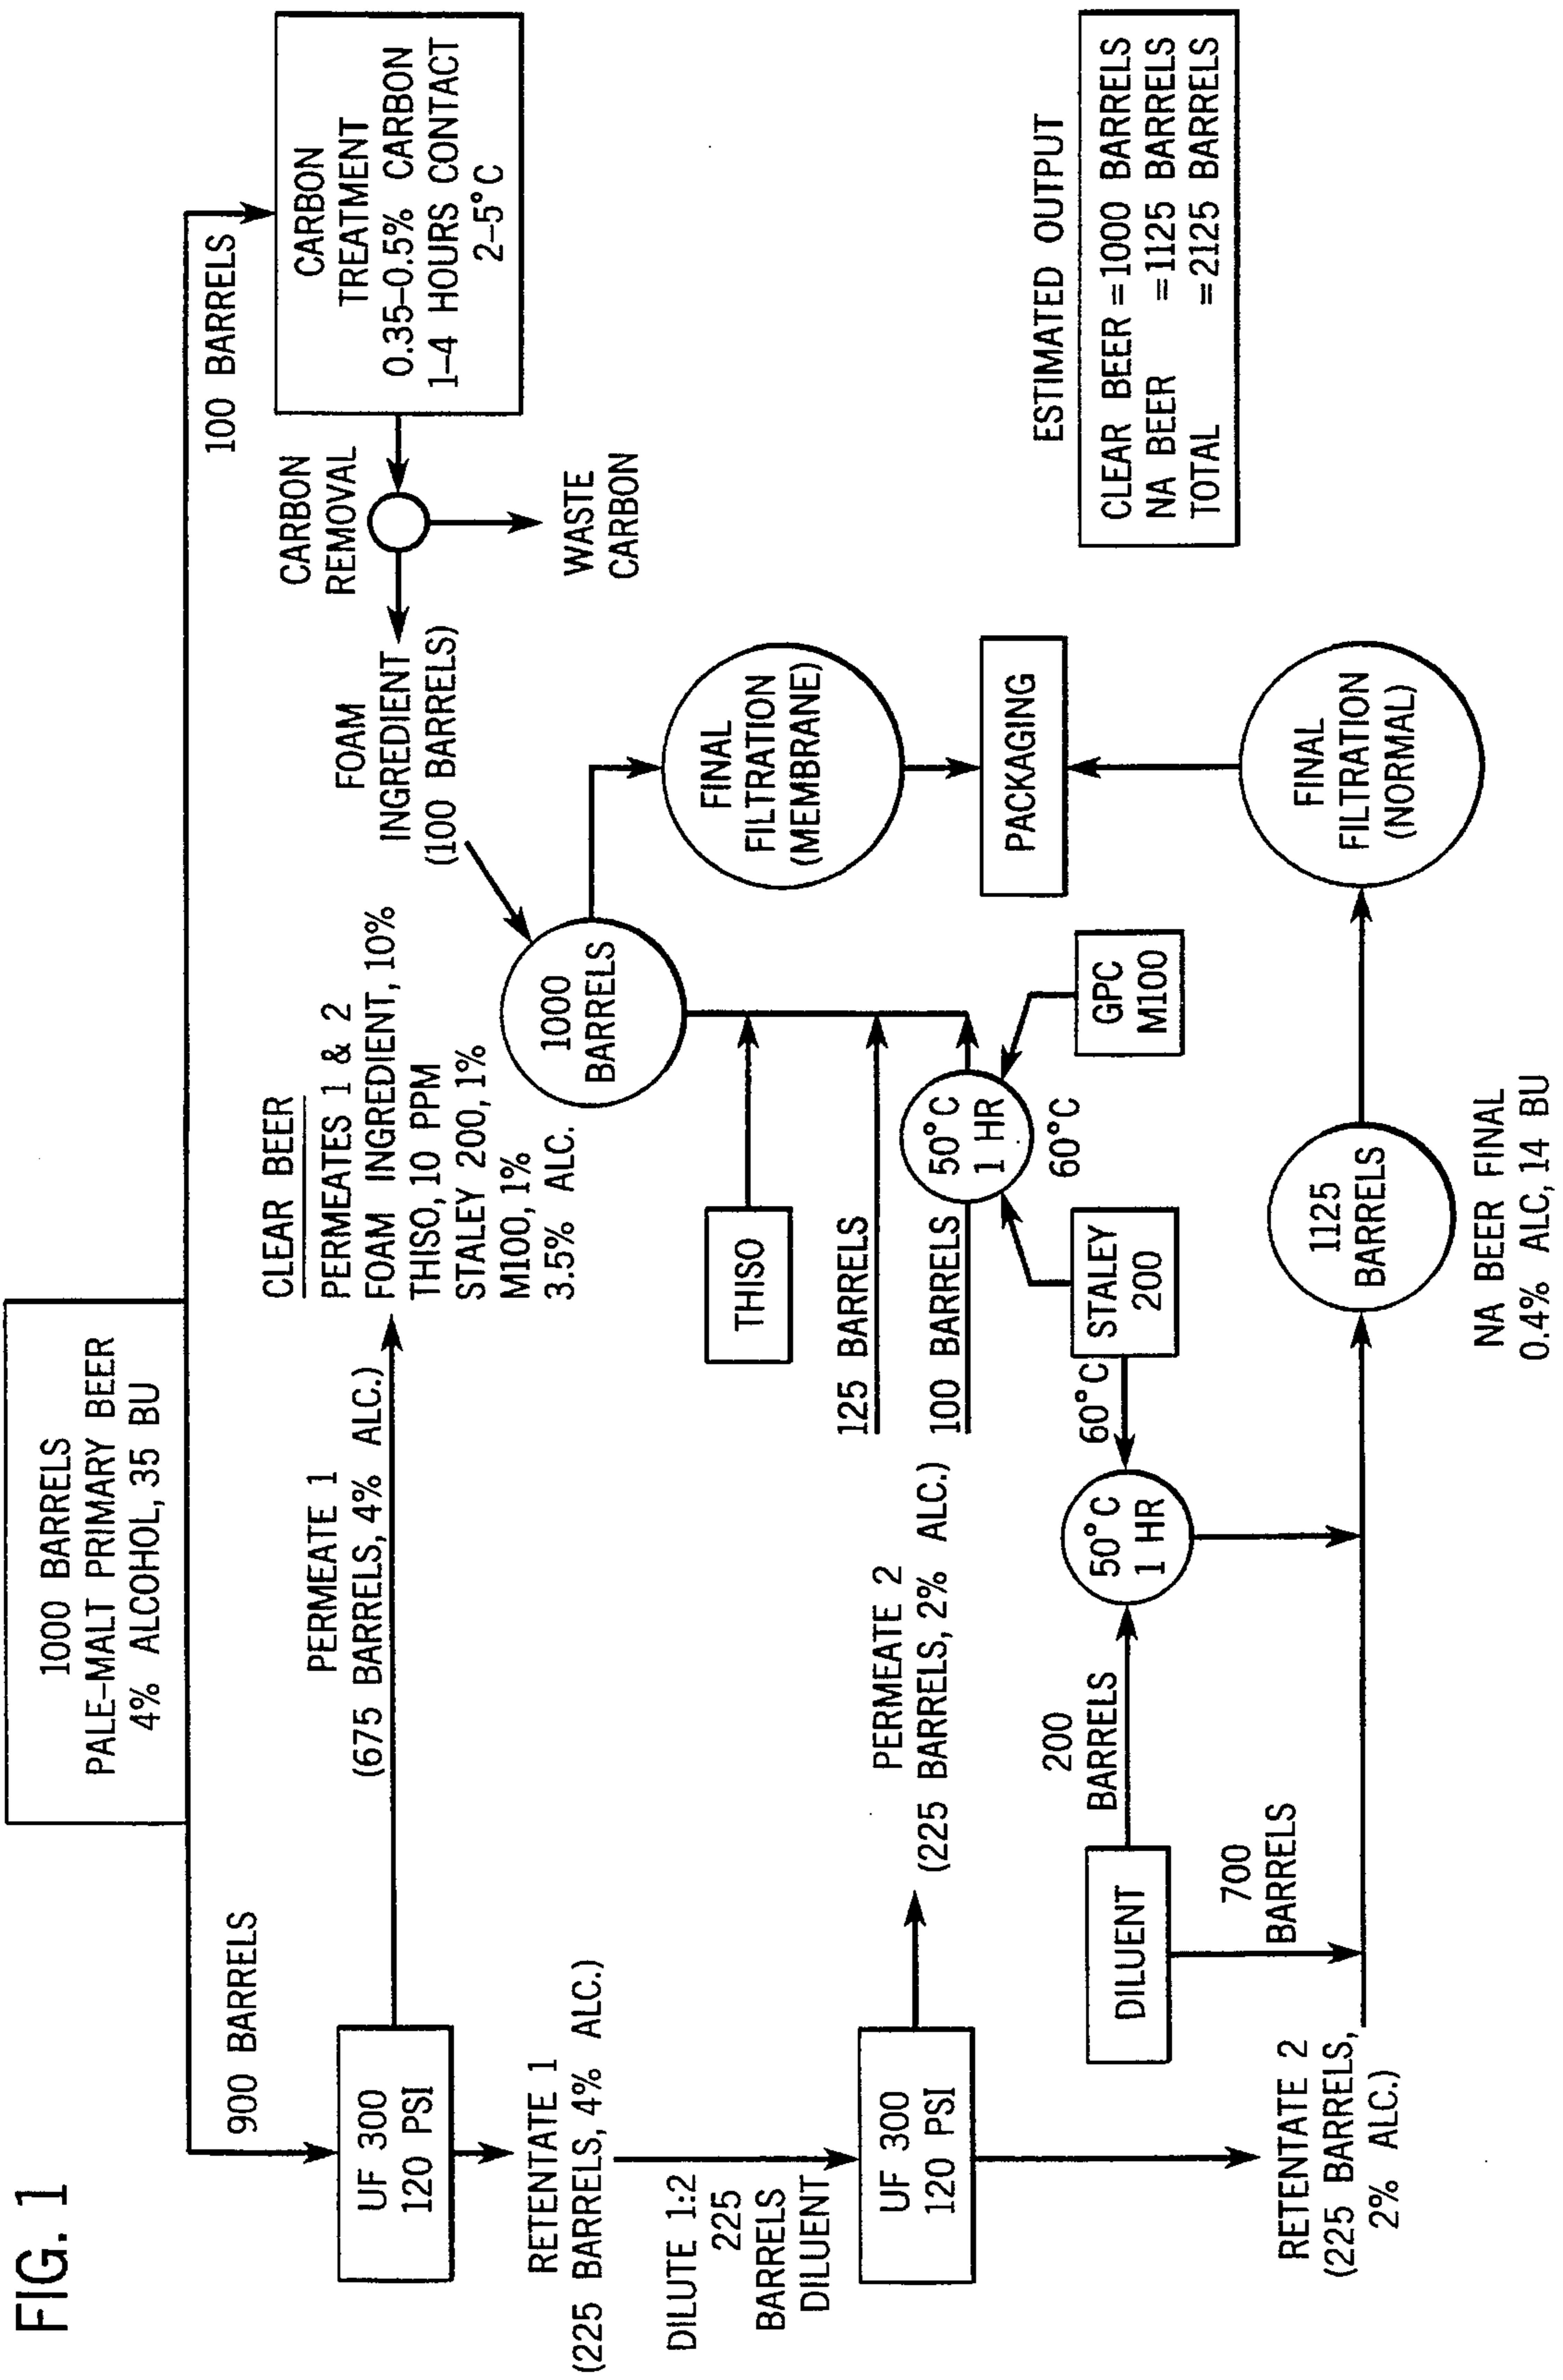 FIG. 1
1000 BARRELS
PALE-MALT PRIMARY BEER
4% ALCOHOL, 35 BU
900 BARRELS
100 BARRELS
UF 300
120 PSI
PERMEATE 1
(675 BARRELS, 4% ALC.)
CLEAR BEER
PERMEATES 1 & 2
FOAM INGREDIENT, 10%
THISO, 10 PPM
STALEY 200, 1%
M100, 1%
3.5% ALC.
CARBON
TREATMENT
0.35-0.5% CARBON
1-4 HOURS CONTACT
2-5°C
CARBON
REMOVAL
WASTE
CARBON
FOAM
INGREDIENT
(100 BARRELS)
RETENTATE 1
(225 BARRELS, 4% ALC.)
DILUTE 1:2
225
BARRELS
DILUENT
1000
BARRELS
FINAL
FILTRATION
(MEMBRANE)
THISO
125 BARRELS
100 BARRELS
PERMEATE 2
(225 BARRELS, 2% ALC.)
UF 300
120 PSI
50°C
1 HR
60°C
GPC
M100
PACKAGING
STALEY
200
60°C
50°C
1 HR
200
BARRELS
DILUENT
700
BARRELS
RETENTATE 2
(225 BARRELS,
2% ALC.)
1125
BARRELS
NA BEER FINAL
0.4% ALC, 14 BU
FINAL
FILTRATION
(NORMAL)
ESTIMATED OUTPUT
CLEAR BEER =1000 BARRELS
NA BEER =1125 BARRELS
TOTAL =2125 BARRELS